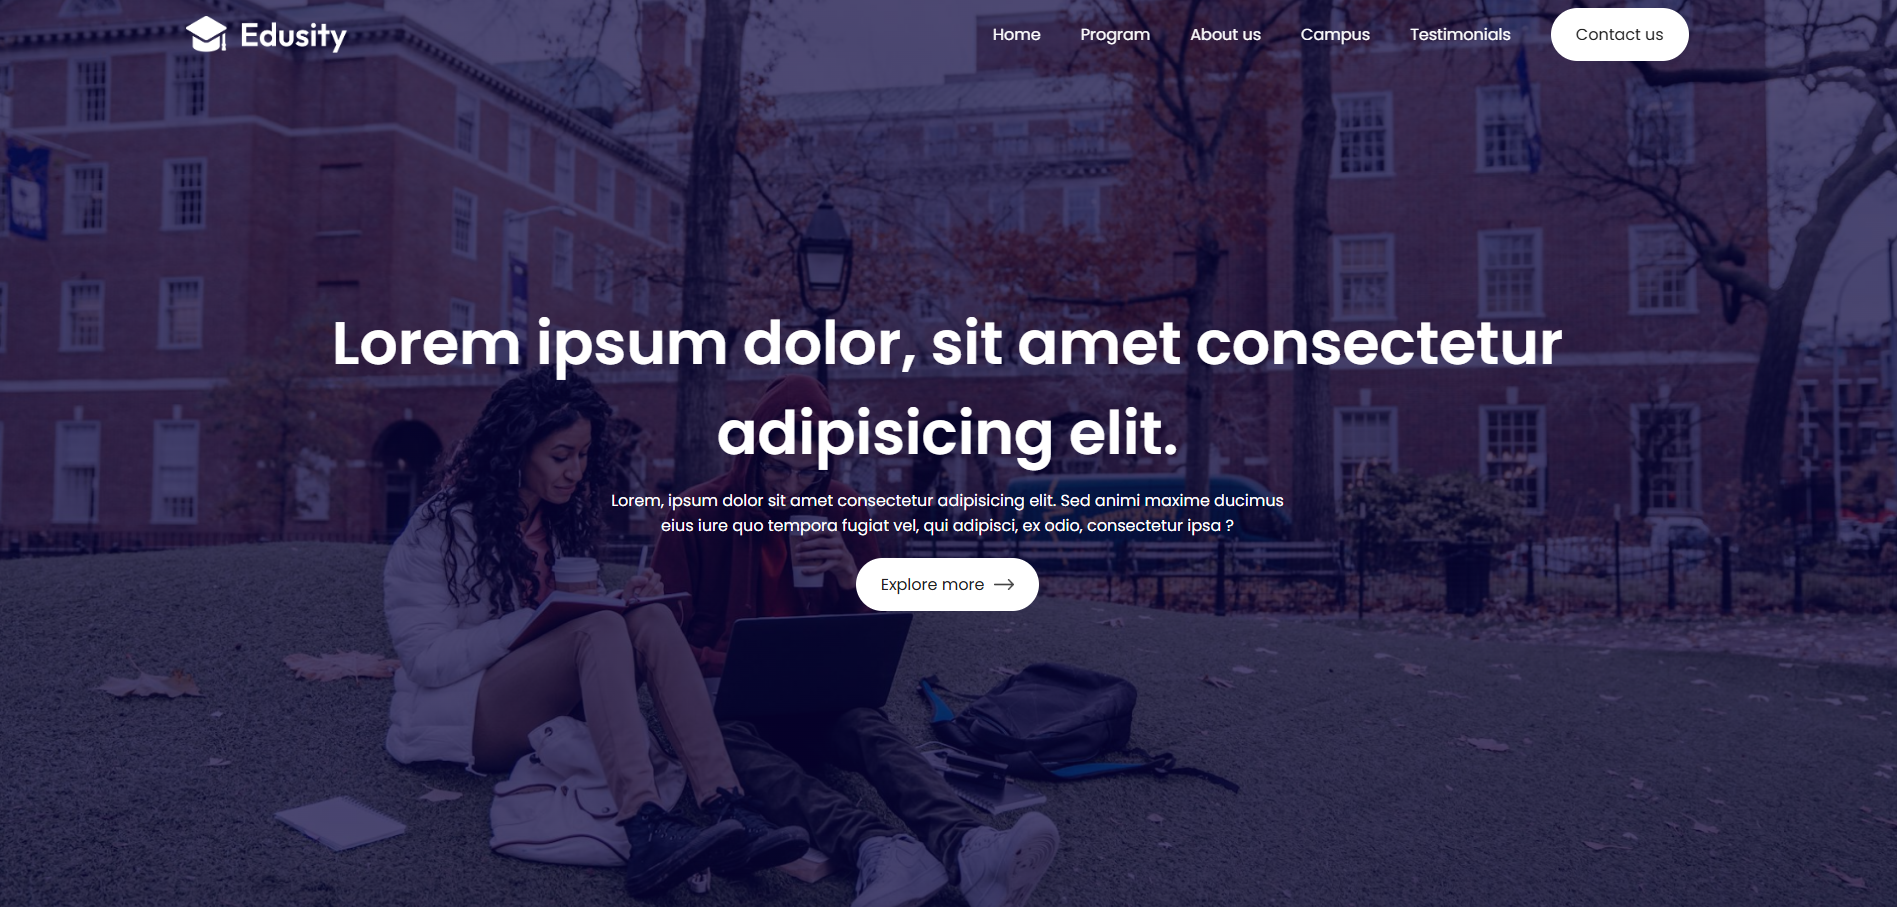 Edusity
Home Program About us Campus Testimonials Contact us
Lorem ipsum dolor, sit amet consectetur
adipisicing elit.
Lorem, ipsum dolor sit amet consectetur adipisicing elit. Sed animi maxime ducimus
eius iure quo tempora fugiat vel, qui adipisci, ex odio, consectetur ipsa ?
Explore more